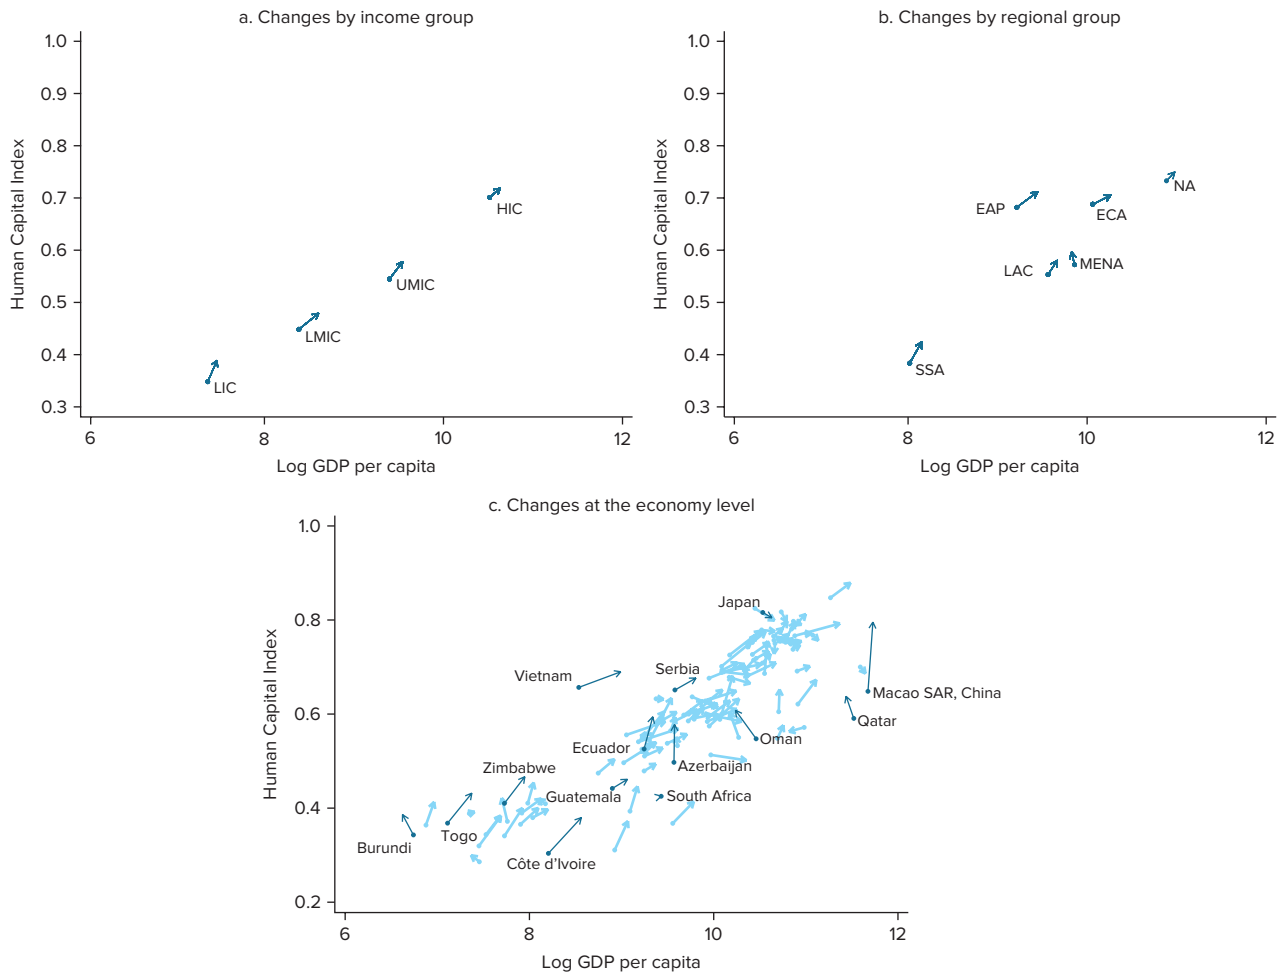 a. Changes by income group
Human Capital Index
1.0
0.9
0.8
0.7
0.6
0.5
0.4
0.3
HIC
UMIC
LMIC
LIC
6
8
10
12
Log GDP per capita
b. Changes by regional group
Human Capital Index
1.0
0.9
0.8
0.7
0.6
0.5
0.4
0.3
NA
EAP
ECA
LAC
MENA
SSA
6
8
10
12
Log GDP per capita
c. Changes at the economy level
Human Capital Index
1.0
0.8
0.6
0.4
0.2
Japan
Vietnam
Serbia
Macao SAR, China
Qatar
Oman
Ecuador
Azerbaijan
Zimbabwe
Guatemala
South Africa
Togo
Burundi
Côte d'Ivoire
6
8
10
12
Log GDP per capita